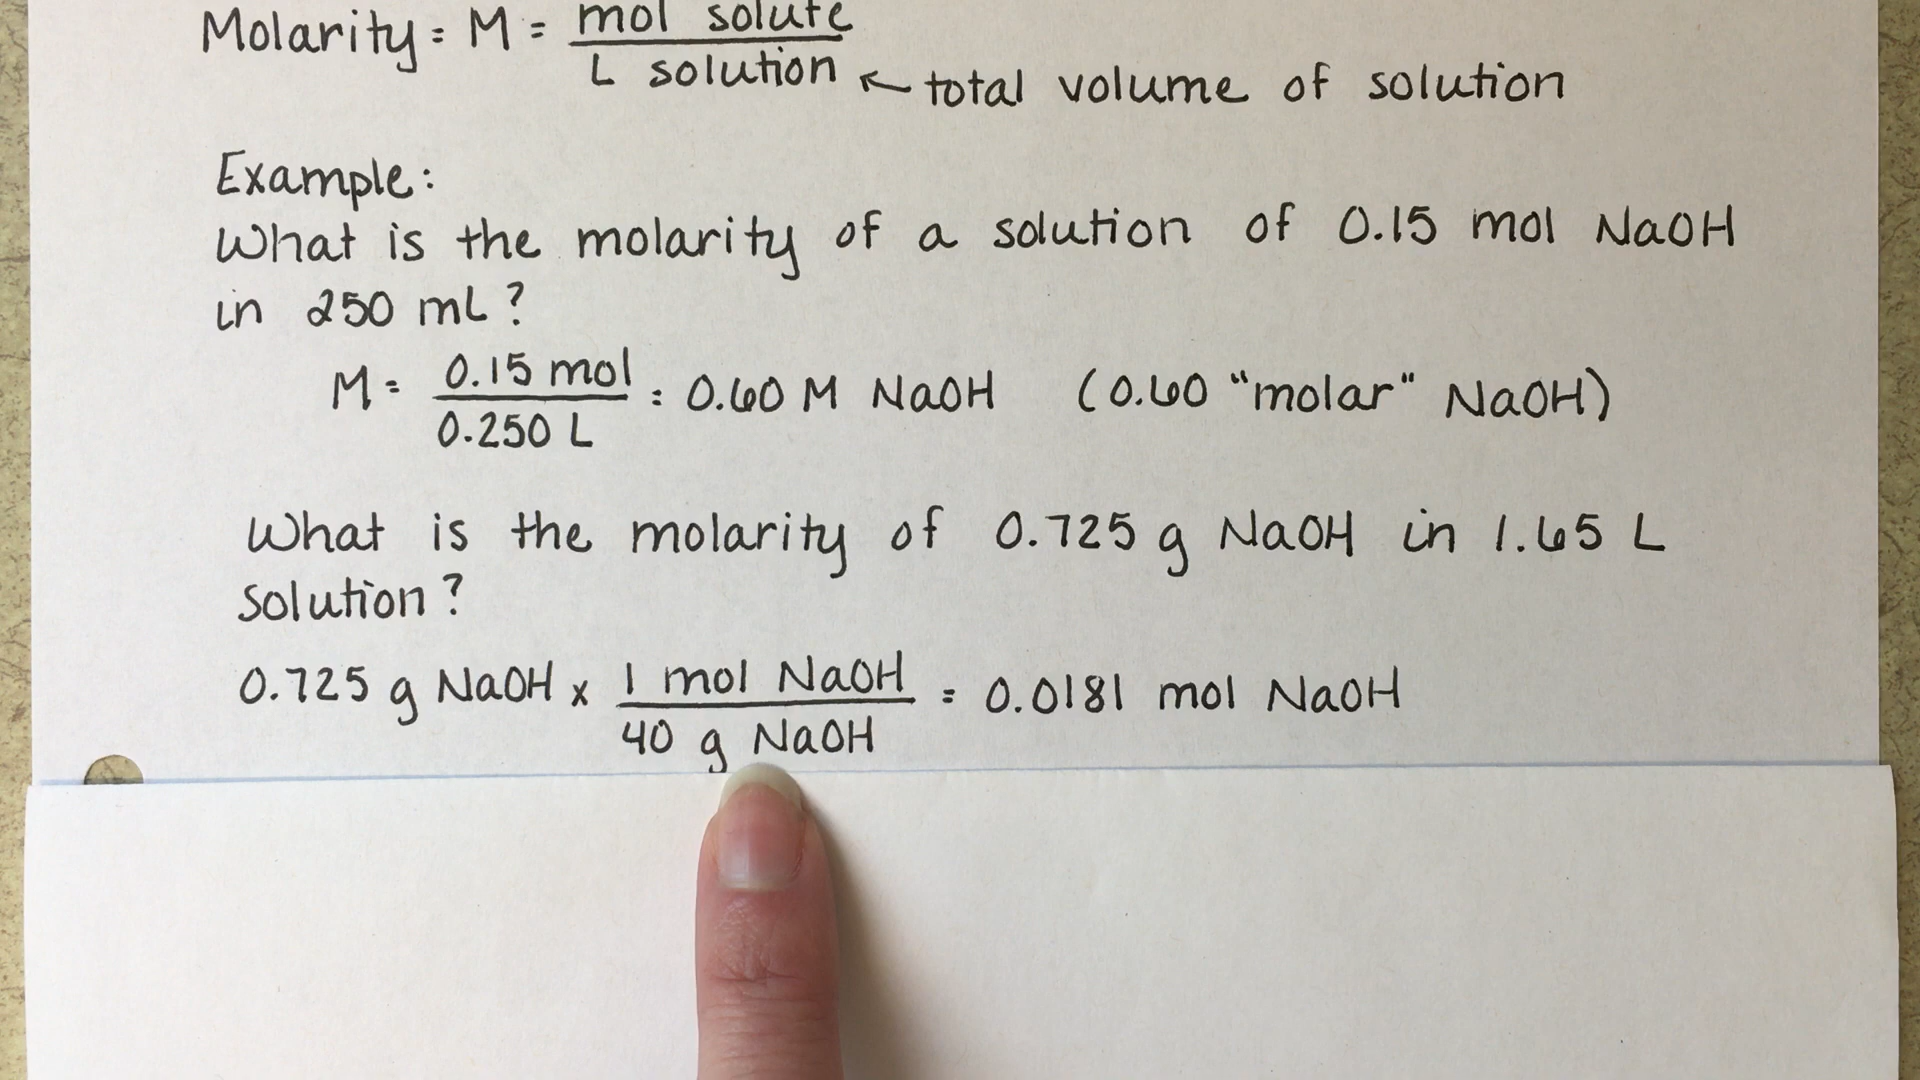 Molarity = M = mol solute
L solution ← total volume of solution
Example:
What is the molarity of a solution of 0.15 mol NaOH
in 250 mL?
M = 0.15 mol
0.250 L
= 0.60 M NaOH (0.60 "molar" NaOH)
What is the molarity of 0.725 g NaOH in 1.65 L
solution?
0.725 g NaOH x 1 mol NaOH
40 g NaOH
= 0.0181 mol NaOH